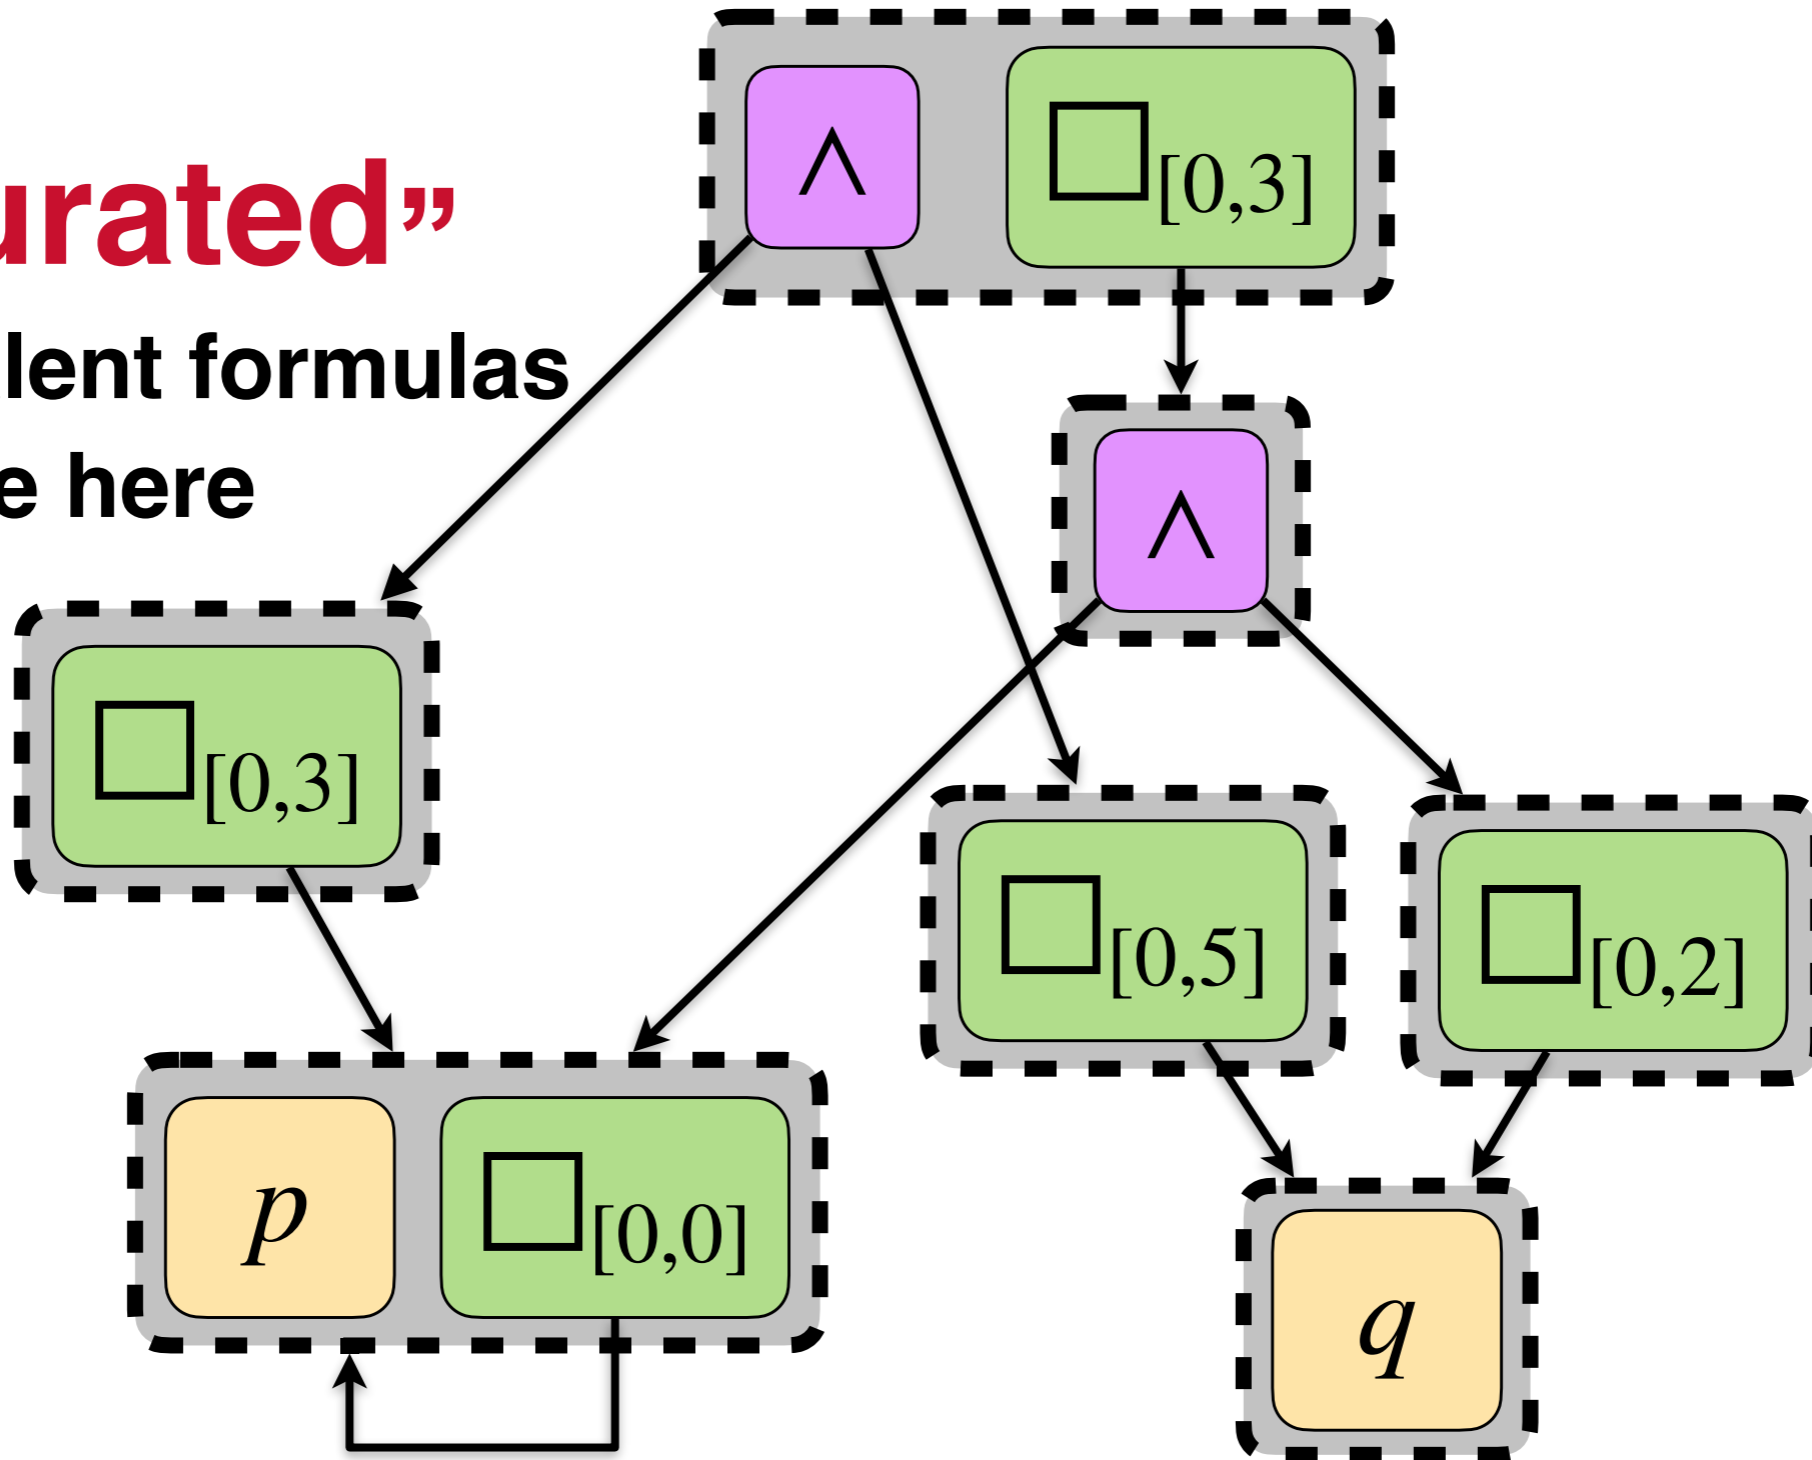 ∧ □[0,3]
urated”
lent formulas
e here
∧
□[0,3]
□[0,5] □[0,2]
p □[0,0]
q